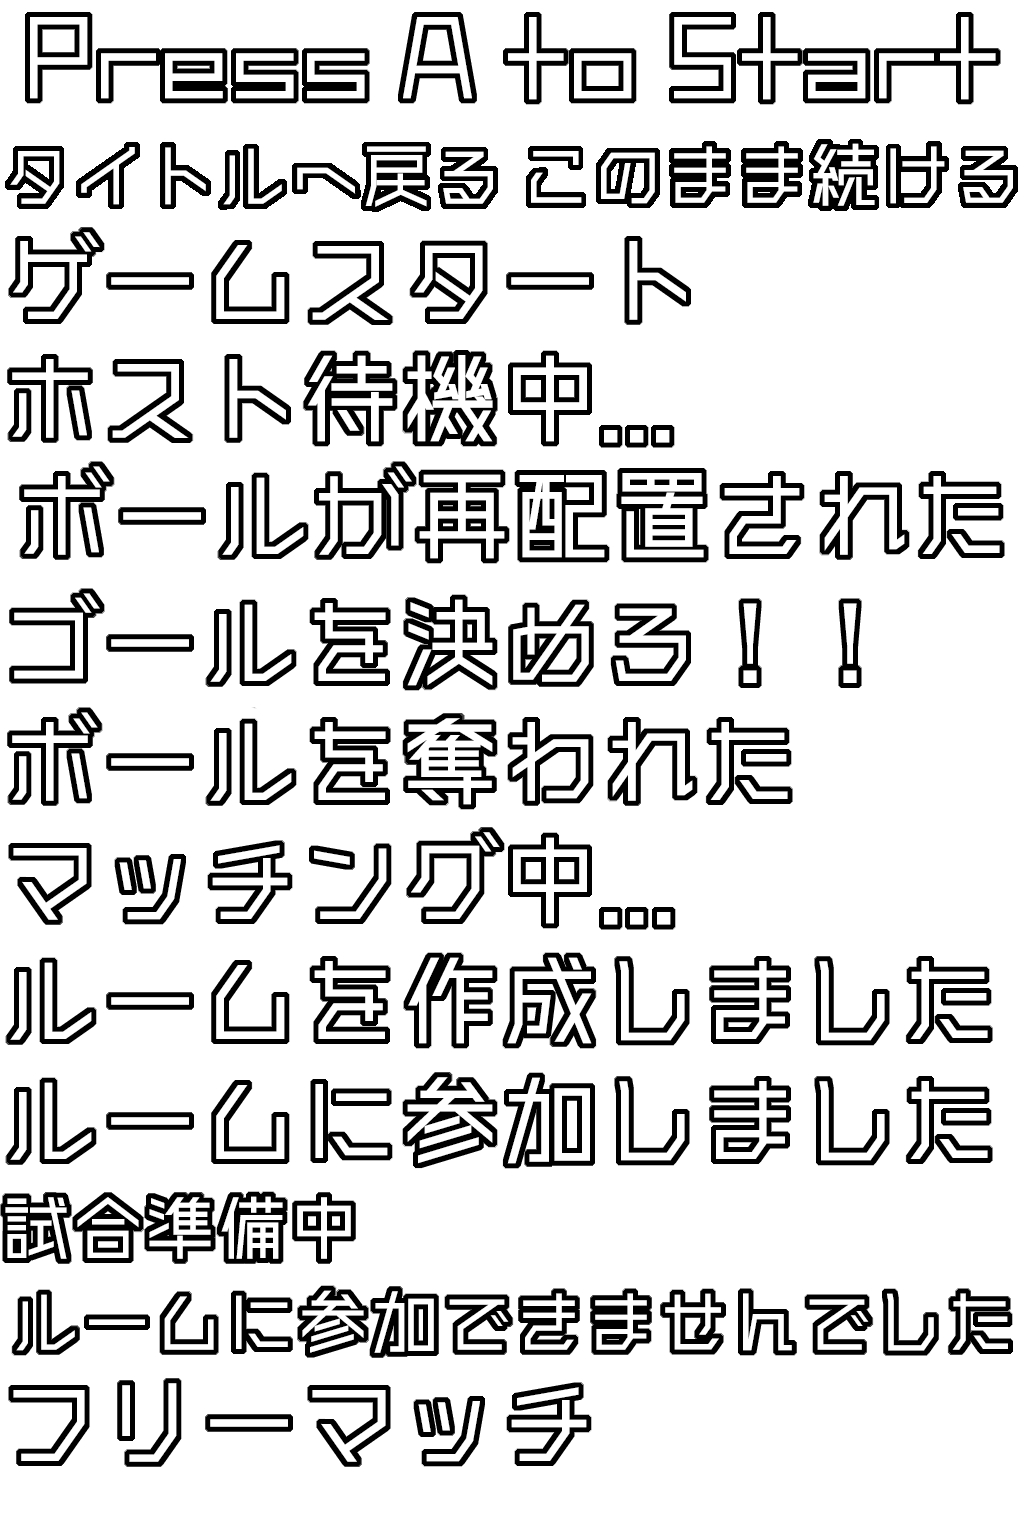 Press A to Start
タイトルへ戻る このまま続ける
ゲームスタート
ホスト待機中...
ボールが再配置された
ゴールを決めろ！！
ボールを奪われた
マッチング中...
ルームを作成しました
ルームに参加しました
試合準備中
ルームに参加できませんでした
フリーマッチ